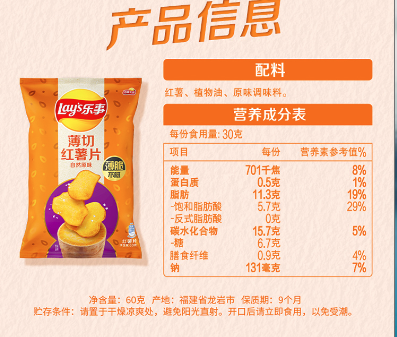 产品信息
配料
红薯、植物油、原味调味料。
营养成分表
每份食用量: 30克
项目 每份 营养素参考值%
能量 701千焦 8%
蛋白质 0.5克 1%
脂肪 11.3克 19%
-饱和脂肪酸 5.7克 29%
-反式脂肪酸 0克
碳水化合物 15.7克 5%
-糖 6.7克
膳食纤维 0.9克 4%
钠 131毫克 7%
Lay's乐事
薄切
红薯片
自然原味
薄脆
净含量: 60克 产地: 福建省龙岩市 保质期: 9个月
贮存条件: 请置于干燥凉爽处，避免阳光直射。开口后请立即食用，以免受潮。